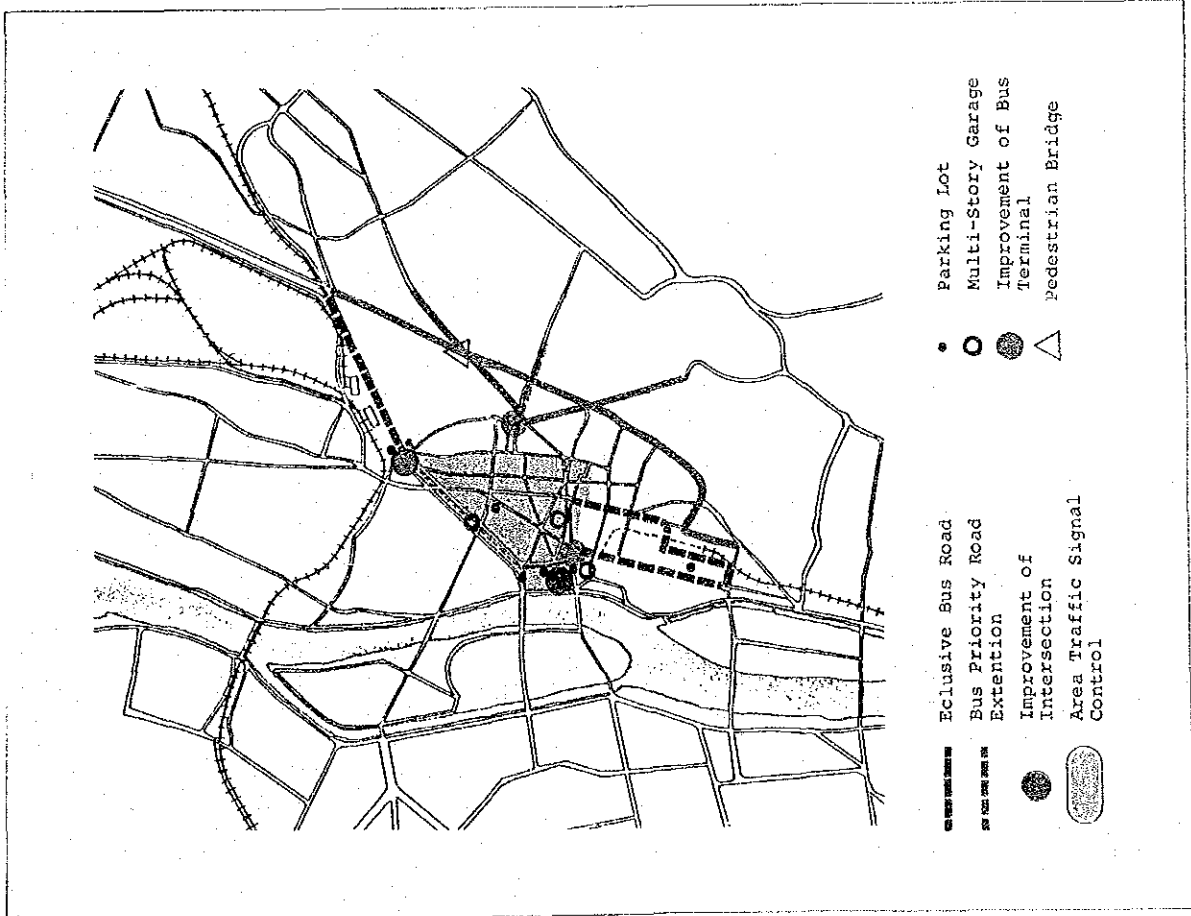 Eclusive Bus Road
Bus Priority Road
Extention
Improvement of
Intersection
Area Traffic Signal
Control
Parking Lot
Multi-Story Garage
Improvement of Bus
Terminal
Pedestrian Bridge